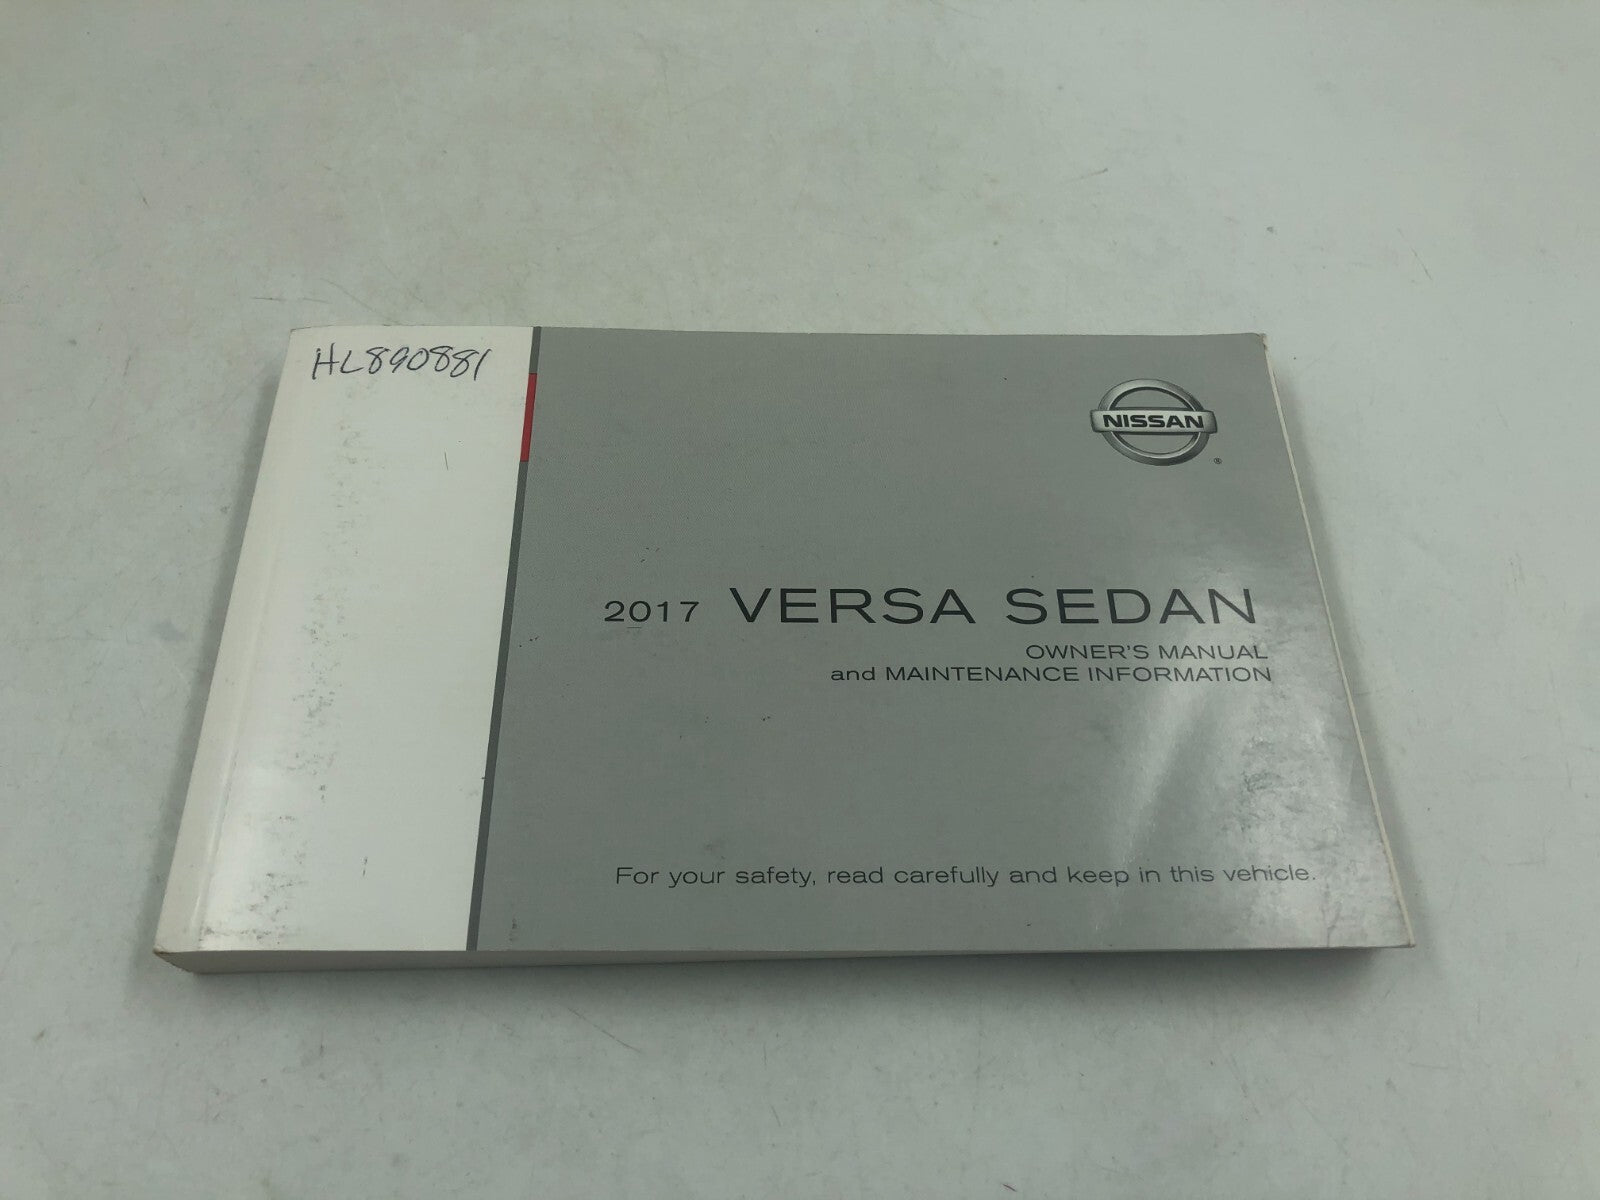 HL890881
NISSAN
®
2017 VERSA SEDAN
OWNER'S MANUAL
and MAINTENANCE INFORMATION
For your safety, read carefully and keep in this vehicle.